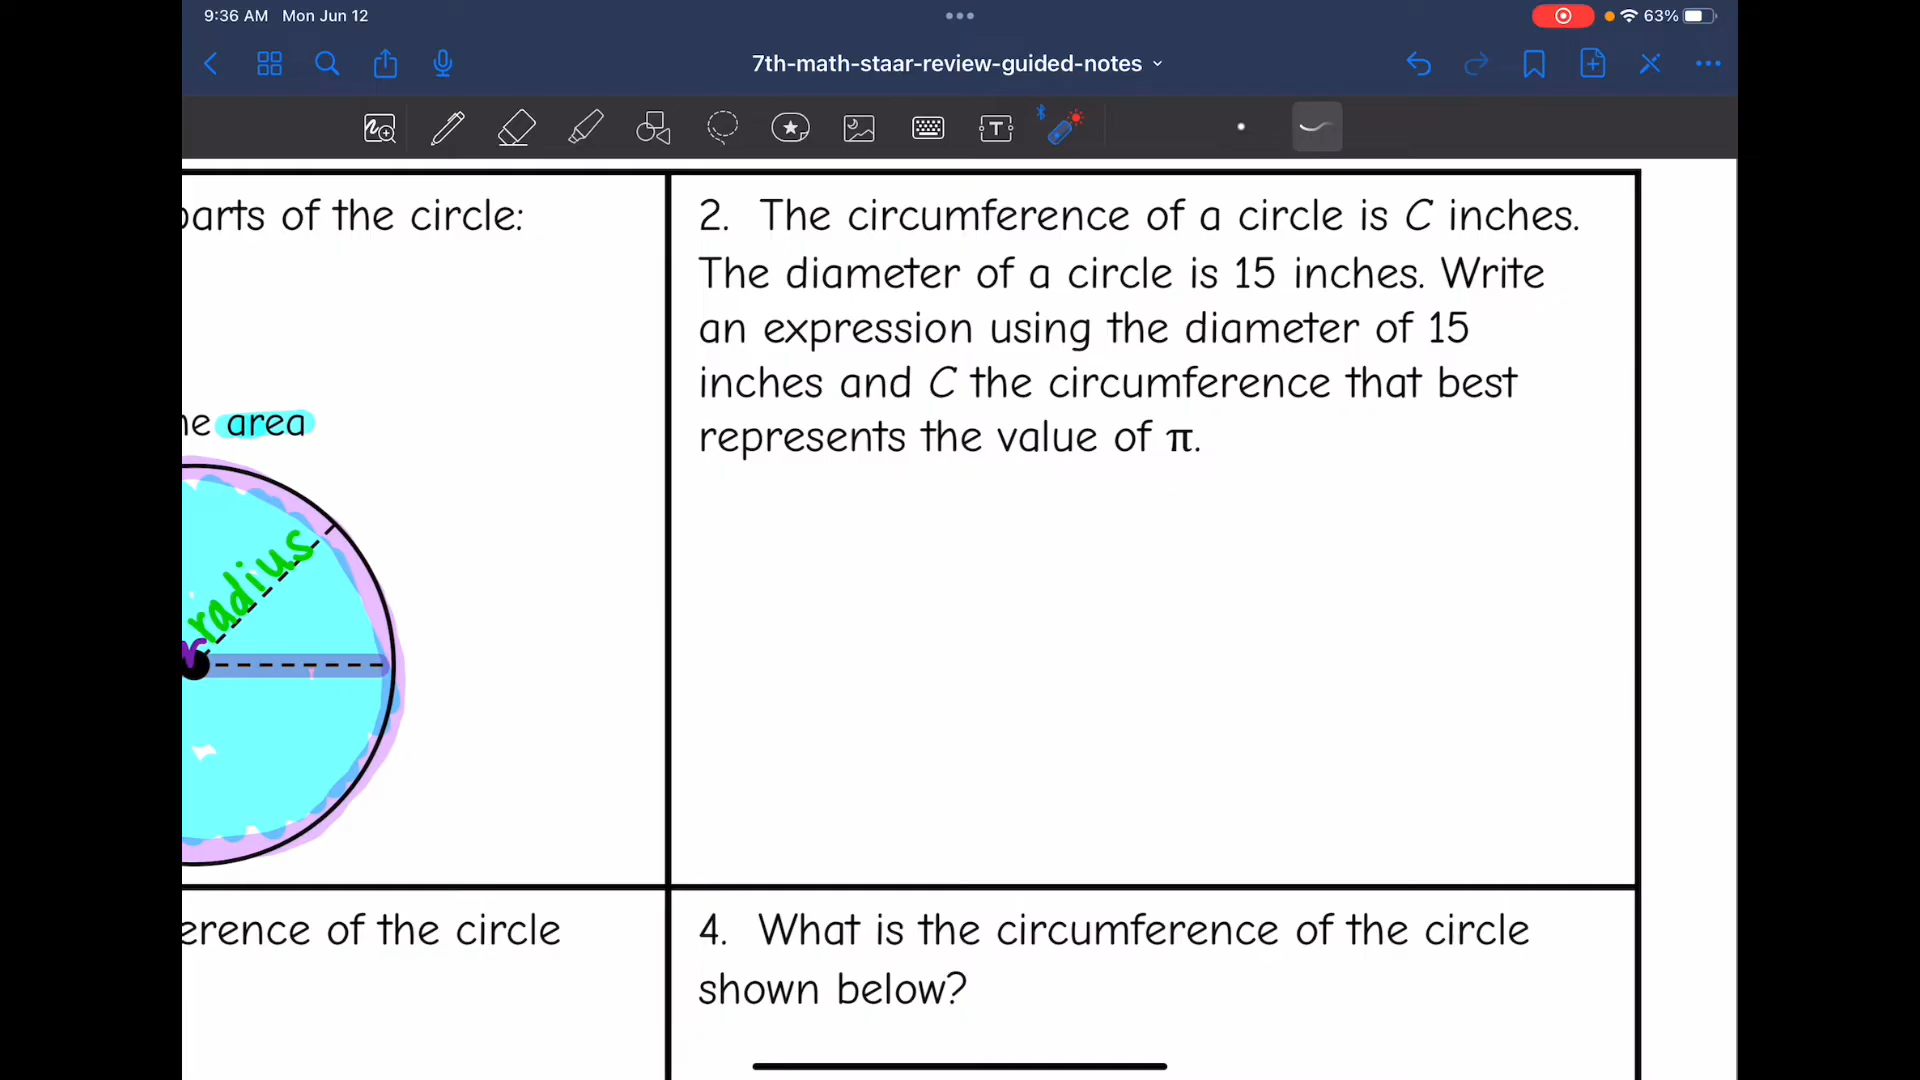 9:36 AM Mon Jun 12
63%
7th-math-staar-review-guided-notes
T
parts of the circle:
area
radius
2. The circumference of a circle is C inches.
The diameter of a circle is 15 inches. Write
an expression using the diameter of 15
inches and C the circumference that best
represents the value of π.
erence of the circle
4. What is the circumference of the circle
shown below?